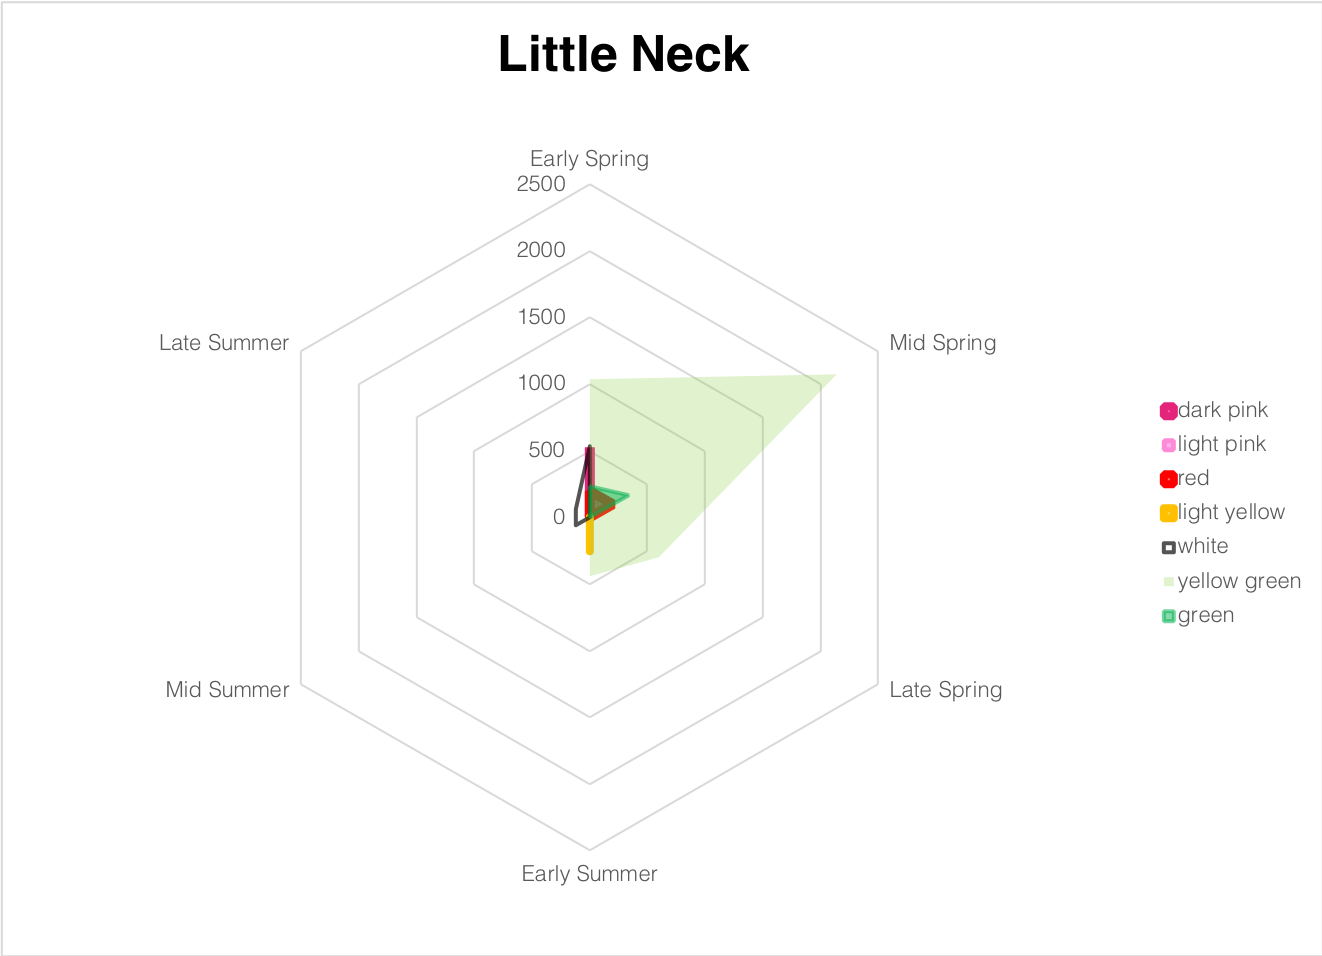 Little Neck
Early Spring
2500
2000
1500
1000
500
0
Late Summer
Mid Spring
Mid Summer
Late Spring
Early Summer
dark pink
light pink
red
light yellow
white
yellow green
green